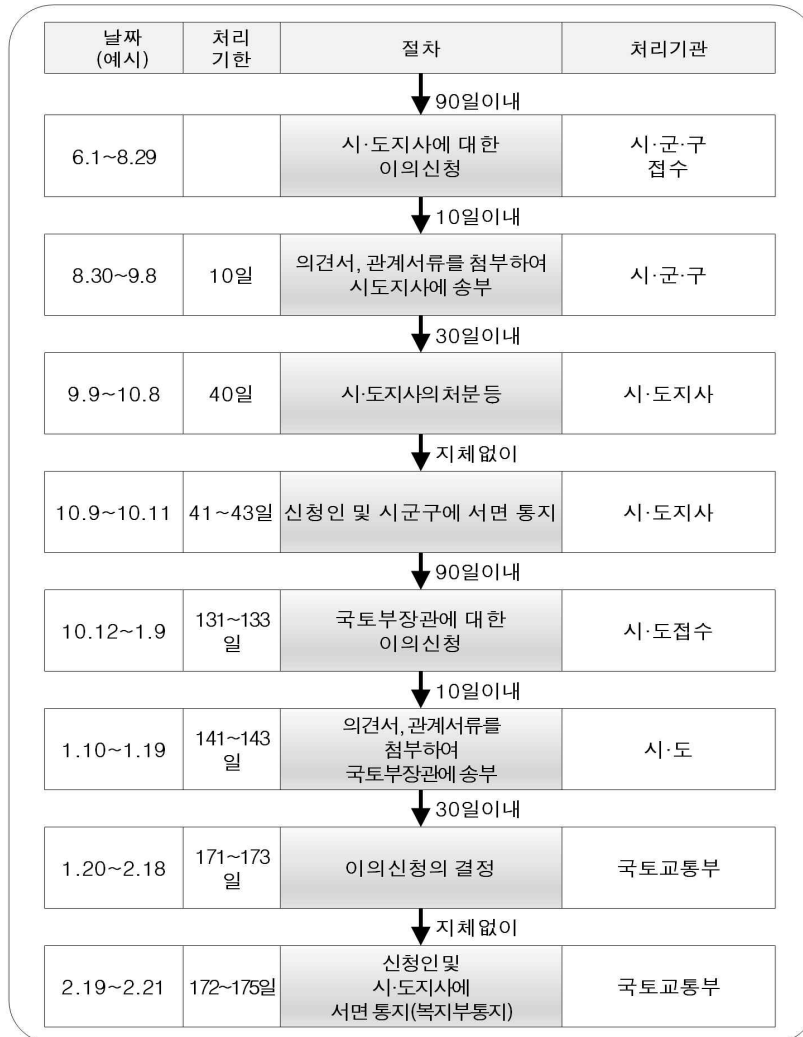 날짜
(예시)
처리
기한
절차
처리기관
90일이내
6.1~8.29
시·도지사에 대한
이의신청
시·군·구
접수
10일이내
8.30~9.8
10일
의견서, 관계서류를 첨부하여
시도지사에 송부
시·군·구
30일이내
9.9~10.8
40일
시·도지사의처분등
시·도지사
지체없이
10.9~10.11
41~43일
신청인 및 시군구에 서면 통지
시·도지사
90일이내
10.12~1.9
131~133
일
국토부장관에 대한
이의신청
시·도접수
10일이내
1.10~1.19
141~143
일
의견서, 관계서류를
첨부하여
국토부장관에 송부
시·도
30일이내
1.20~2.18
171~173
일
이의신청의 결정
국토교통부
지체없이
2.19~2.21
172~175일
신청인 및
시·도지사에
서면 통지(복지부통지)
국토교통부